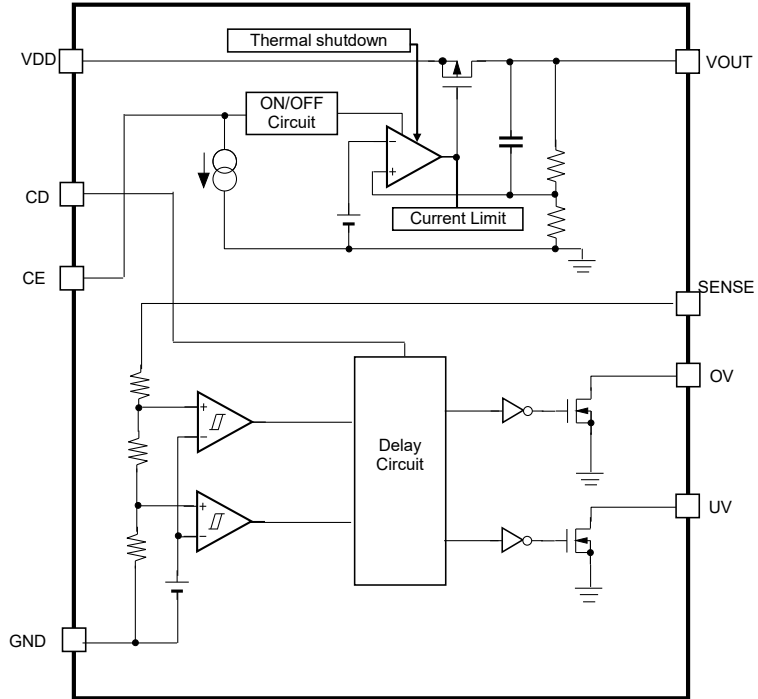 Thermal shutdown
VDD
VOUT
ON/OFF
Circuit
−
+
CD
Current Limit
CE
SENSE
OV
+
−
Delay
Circuit
UV
+
−
GND